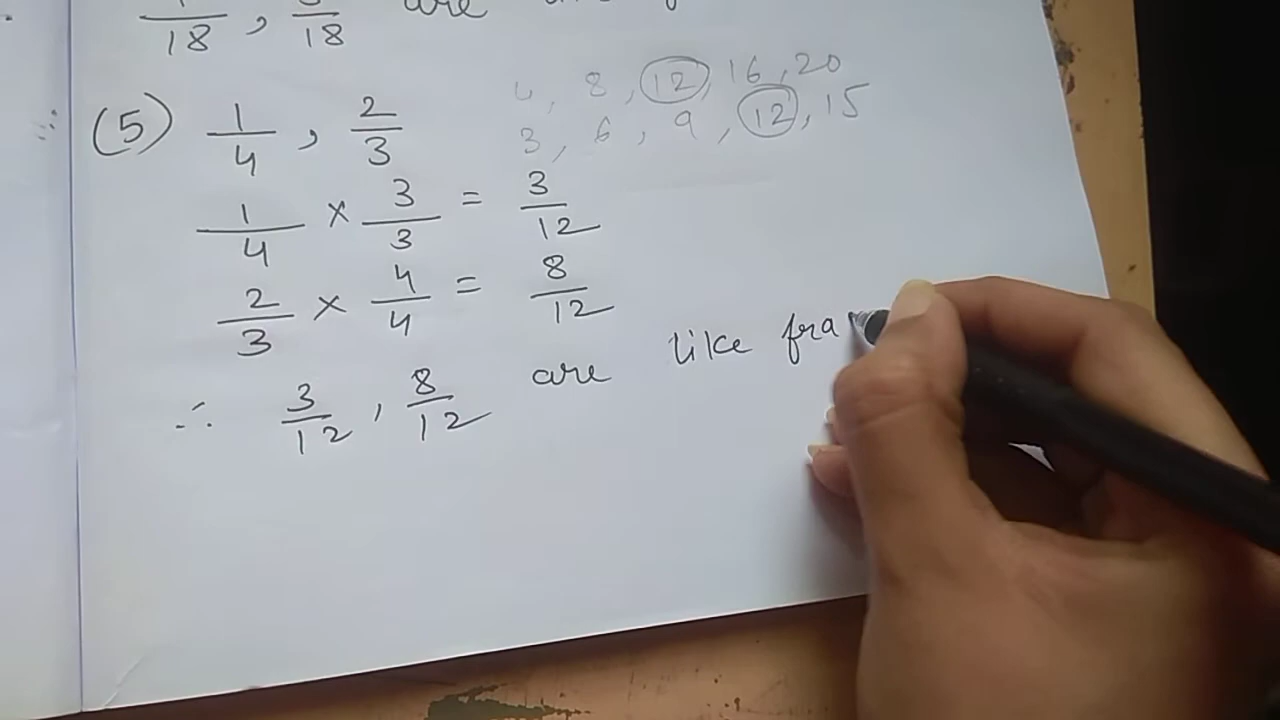 /18 , /18 are
4, 8, 12, 16, 20
3, 6, 9, 12, 15
(5) 1/4 , 2/3
1/4 × 3/3 = 3/12
2/3 × 4/4 = 8/12
∴ 3/12 , 8/12 are like fra